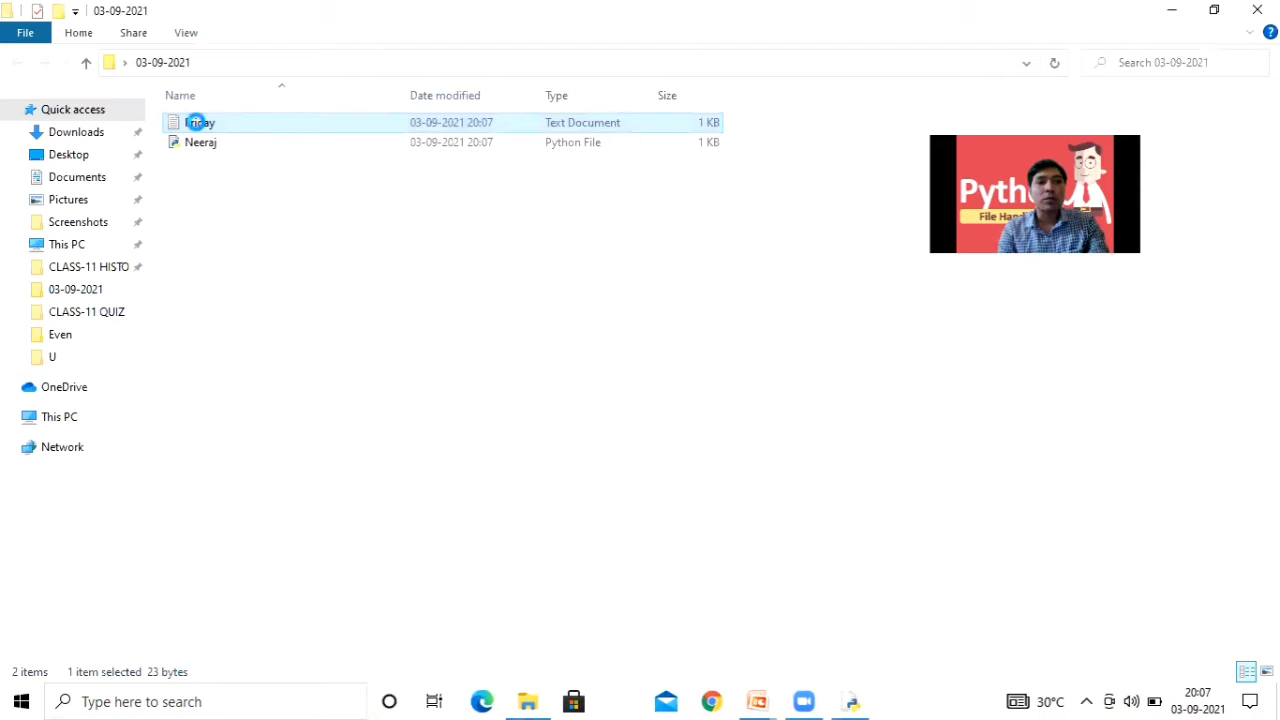 03-09-2021
File Home Share View
03-09-2021 Search 03-09-2021
Name Date modified Type Size
Quick access
Friday 03-09-2021 20:07 Text Document 1 KB
Neeraj 03-09-2021 20:07 Python File 1 KB
Downloads
Desktop
Documents
Pictures
Screenshots
This PC
CLASS-11 HISTO
03-09-2021
CLASS-11 QUIZ
Even
U
OneDrive
This PC
Network
2 items 1 item selected 23 bytes
Type here to search
30°C
20:07
03-09-2021